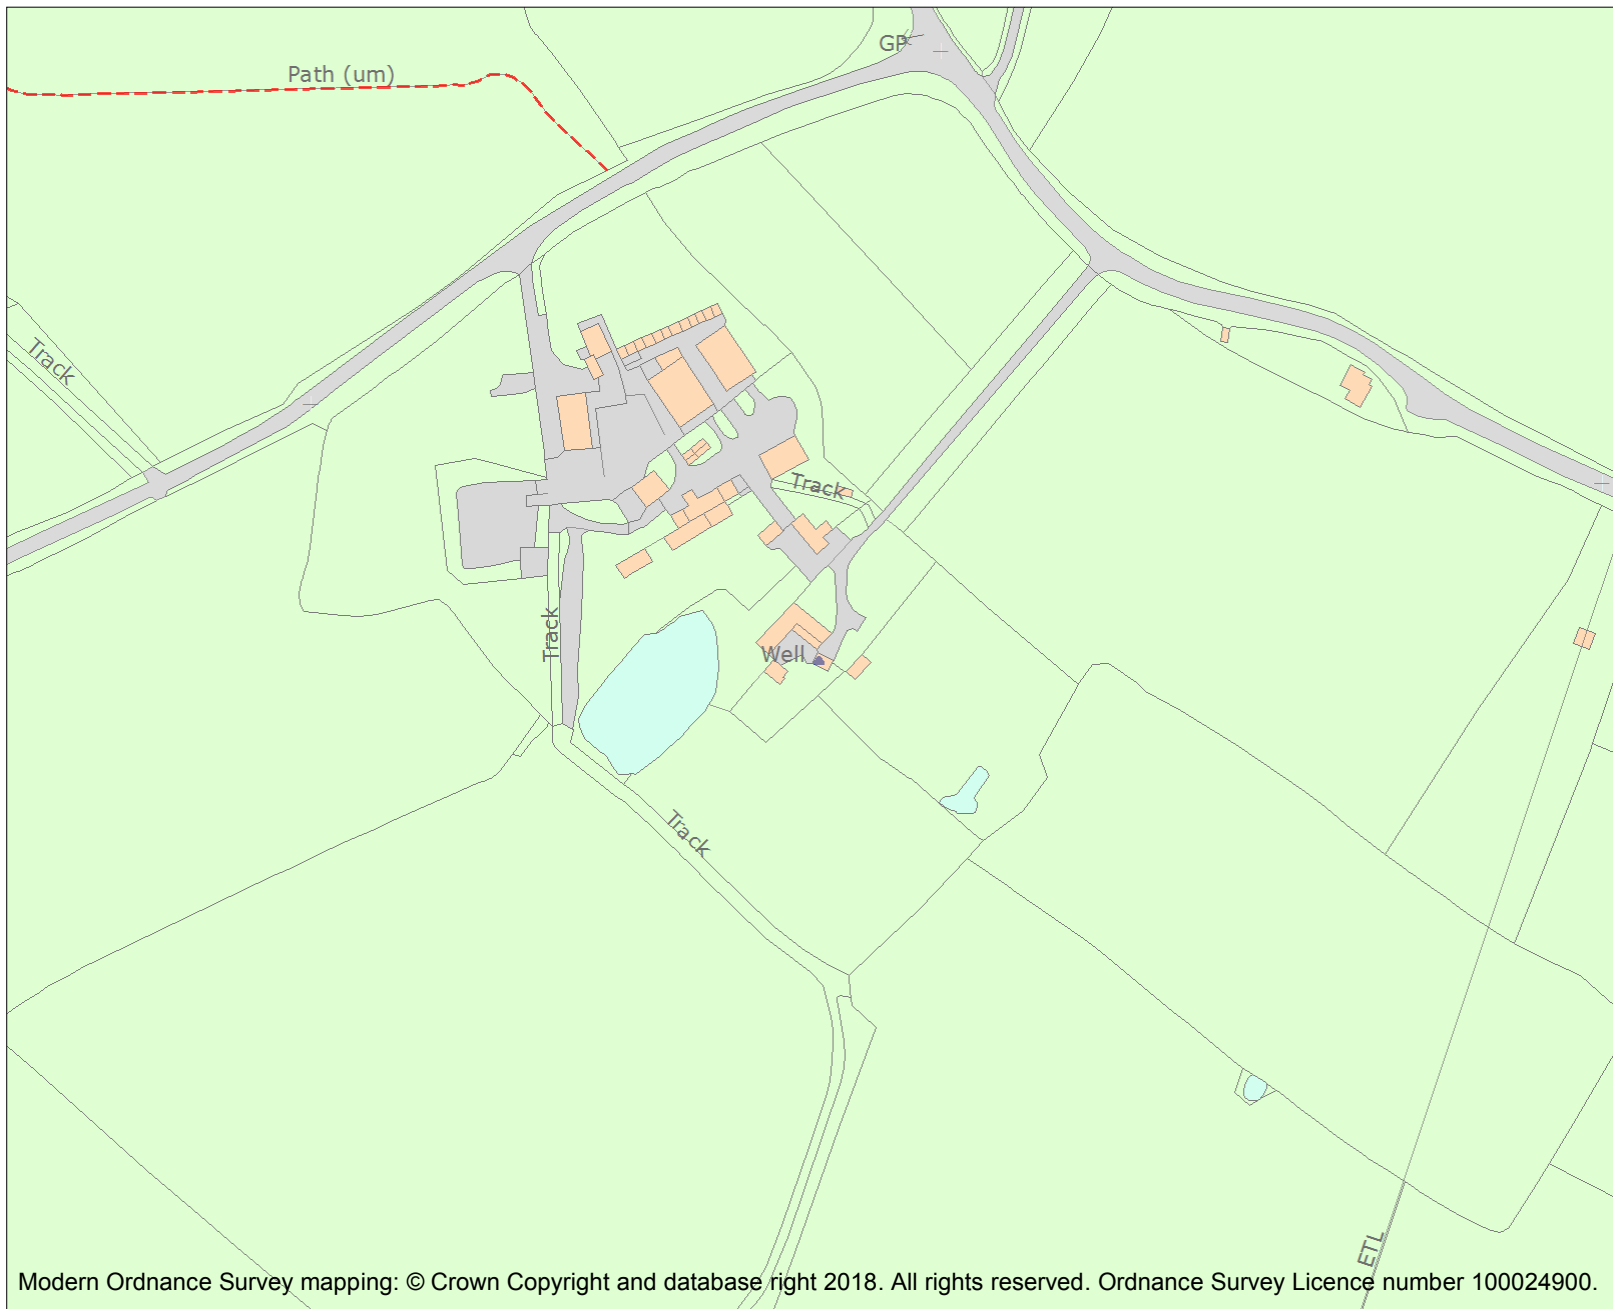 GP
Path (um)
Track
Track
Track
Well
Track
ETL
Modern Ordnance Survey mapping: © Crown Copyright and database right 2018. All rights reserved. Ordnance Survey Licence number 100024900.